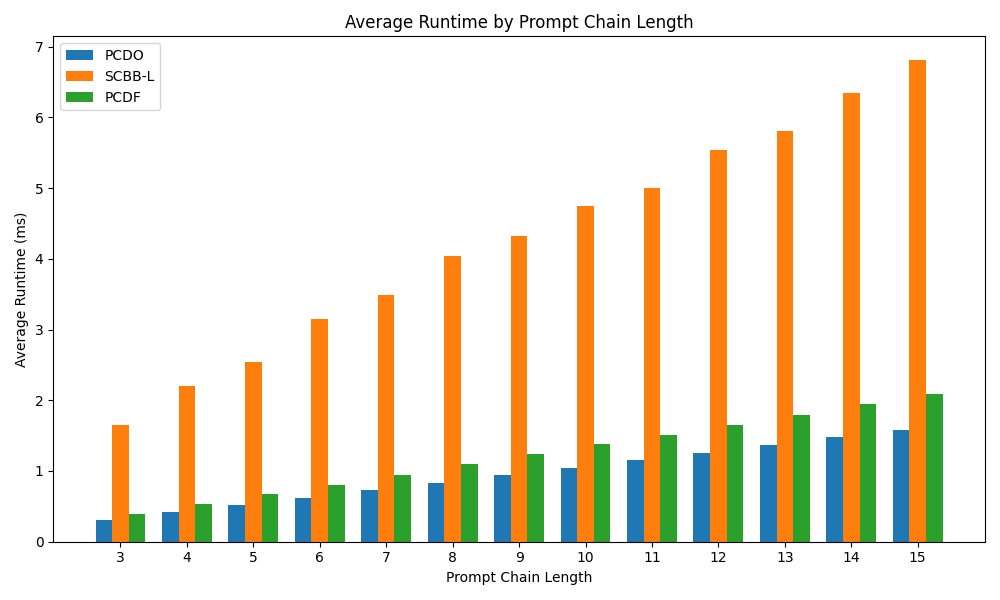 Average Runtime by Prompt Chain Length
PCDO
SCBB-L
PCDF
Average Runtime (ms)
7
6
5
4
3
2
1
0
3 4 5 6 7 8 9 10 11 12 13 14 15
Prompt Chain Length